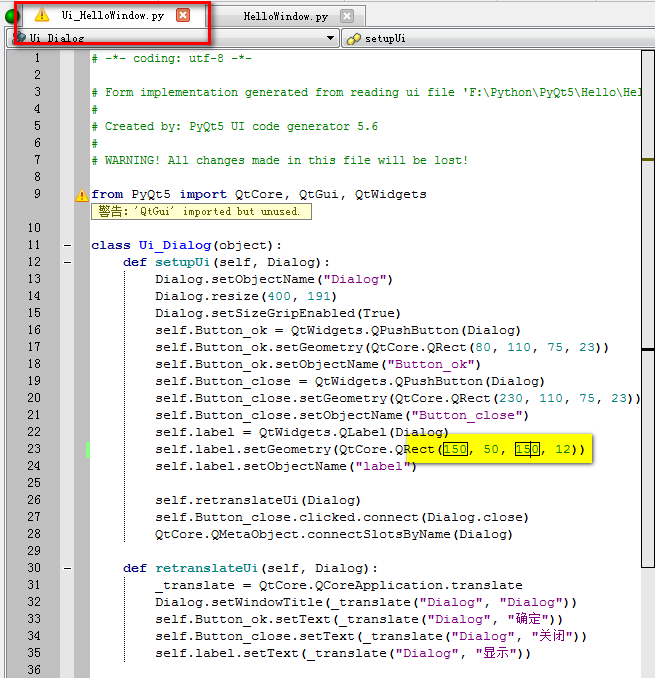 Ui_HelloWindow.py
HelloWindow.py
Ui_Dialog
setupUi
1 # -*- coding: utf-8 -*-
2
3 # Form implementation generated from reading ui file 'F:\Python\PyQt5\Hello\Hel
4 #
5 # Created by: PyQt5 UI code generator 5.6
6 #
7 # WARNING! All changes made in this file will be lost!
8
9 from PyQt5 import QtCore, QtGui, QtWidgets
警告: 'QtGui' imported but unused.
10
11 class Ui_Dialog(object):
12 def setupUi(self, Dialog):
13 Dialog.setObjectName("Dialog")
14 Dialog.resize(400, 191)
15 Dialog.setSizeGripEnabled(True)
16 self.Button_ok = QtWidgets.QPushButton(Dialog)
17 self.Button_ok.setGeometry(QtCore.QRect(80, 110, 75, 23))
18 self.Button_ok.setObjectName("Button_ok")
19 self.Button_close = QtWidgets.QPushButton(Dialog)
20 self.Button_close.setGeometry(QtCore.QRect(230, 110, 75, 23))
21 self.Button_close.setObjectName("Button_close")
22 self.label = QtWidgets.QLabel(Dialog)
23 self.label.setGeometry(QtCore.QRect(150, 50, 150, 12))
24 self.label.setObjectName("label")
25
26 self.retranslateUi(Dialog)
27 self.Button_close.clicked.connect(Dialog.close)
28 QtCore.QMetaObject.connectSlotsByName(Dialog)
29
30 def retranslateUi(self, Dialog):
31 _translate = QtCore.QCoreApplication.translate
32 Dialog.setWindowTitle(_translate("Dialog", "Dialog"))
33 self.Button_ok.setText(_translate("Dialog", "确定"))
34 self.Button_close.setText(_translate("Dialog", "关闭"))
35 self.label.setText(_translate("Dialog", "显示"))
36